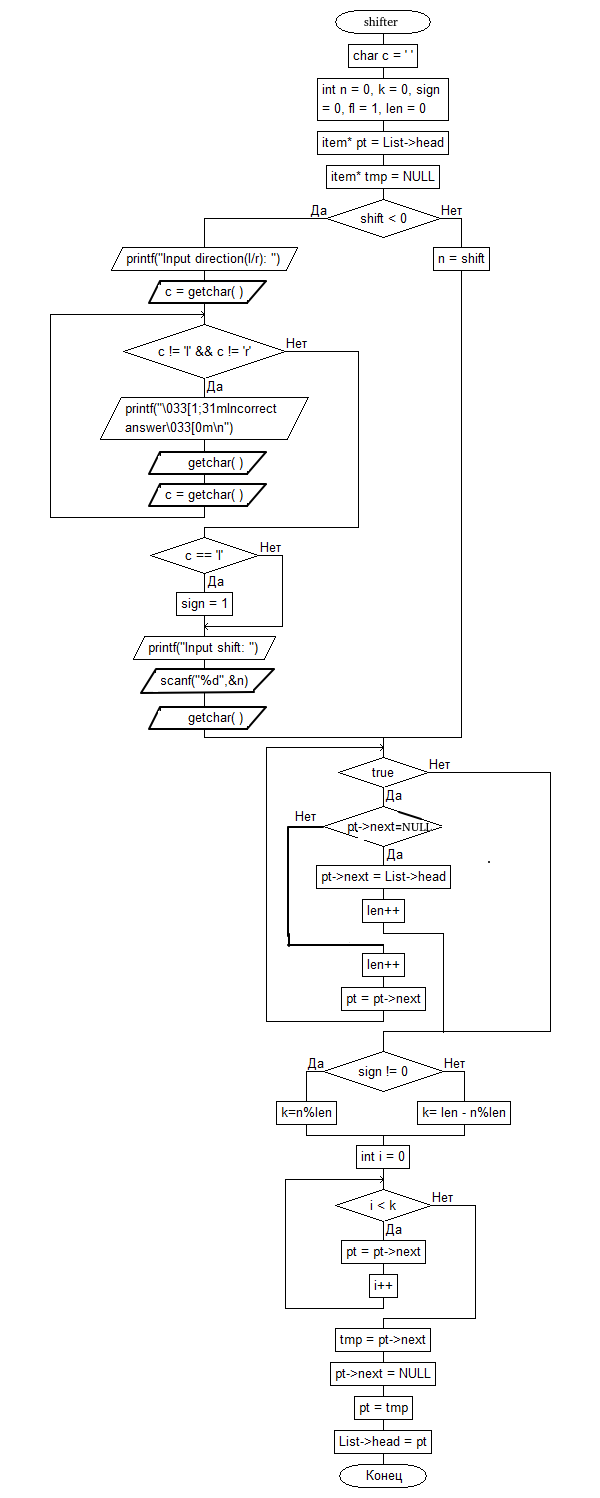 shifter
char c = ' '
int n = 0, k = 0, sign
= 0, fl = 1, len = 0
item* pt = List->head
item* tmp = NULL
Да
shift < 0
Нет
printf("Input direction(l/r): ")
n = shift
c = getchar( )
c != 'l' && c != 'r'
Нет
Да
printf("\033[1;31mIncorrect
answer\033[0m\n")
getchar( )
c = getchar( )
c == 'l'
Нет
Да
sign = 1
printf("Input shift: ")
scanf("%d",&n)
getchar( )
true
Нет
Да
Нет
pt->next=NULL
Да
pt->next = List->head
len++
len++
pt = pt->next
Да
sign != 0
Нет
k=n%len
k= len - n%len
int i = 0
i < k
Нет
Да
pt = pt->next
i++
tmp = pt->next
pt->next = NULL
pt = tmp
List->head = pt
Конец